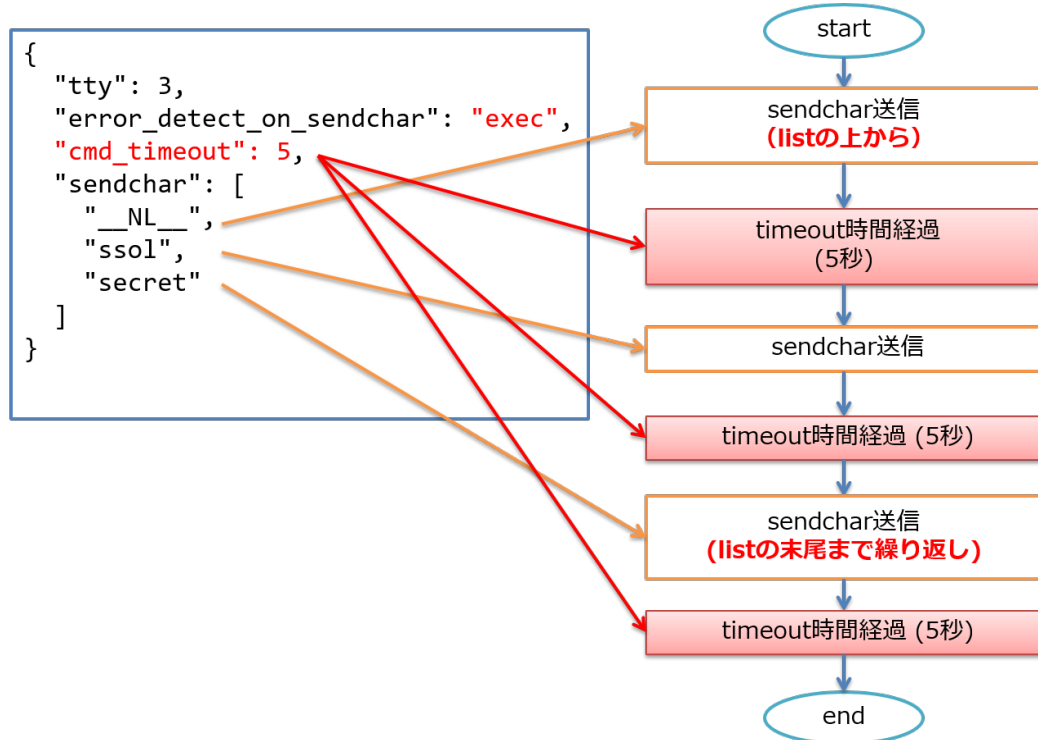 {
"tty": 3,
"error_detect_on_sendchar": "exec",
"cmd_timeout": 5,
"sendchar": [
"__NL__",
"ssol",
"secret"
]
}
start
sendchar送信
（listの上から）
timeout時間経過
(5秒)
sendchar送信
timeout時間経過 (5秒)
sendchar送信
(listの末尾まで繰り返し)
timeout時間経過 (5秒)
end